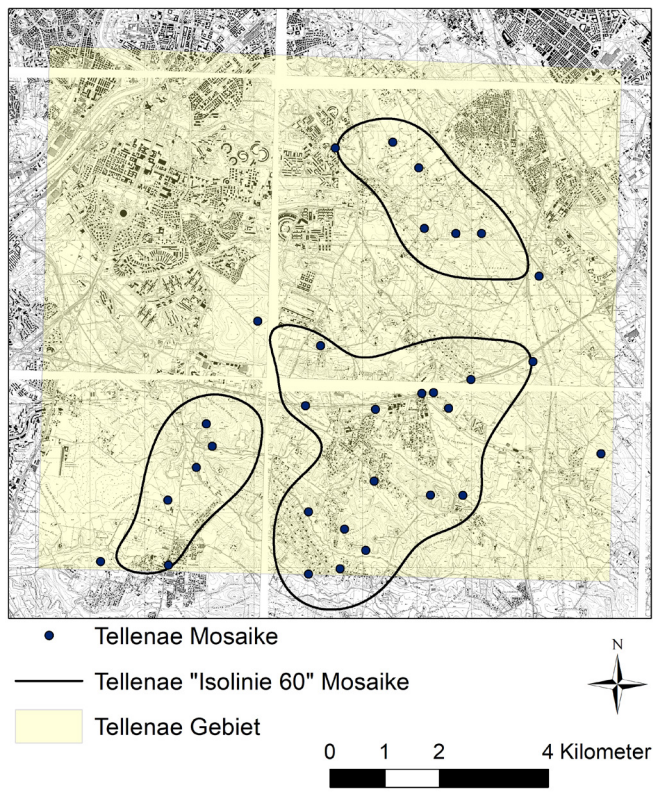 Tellenae Mosaike
N
Tellenae "Isolinie 60" Mosaike
Tellenae Gebiet
0 1 2 4 Kilometer